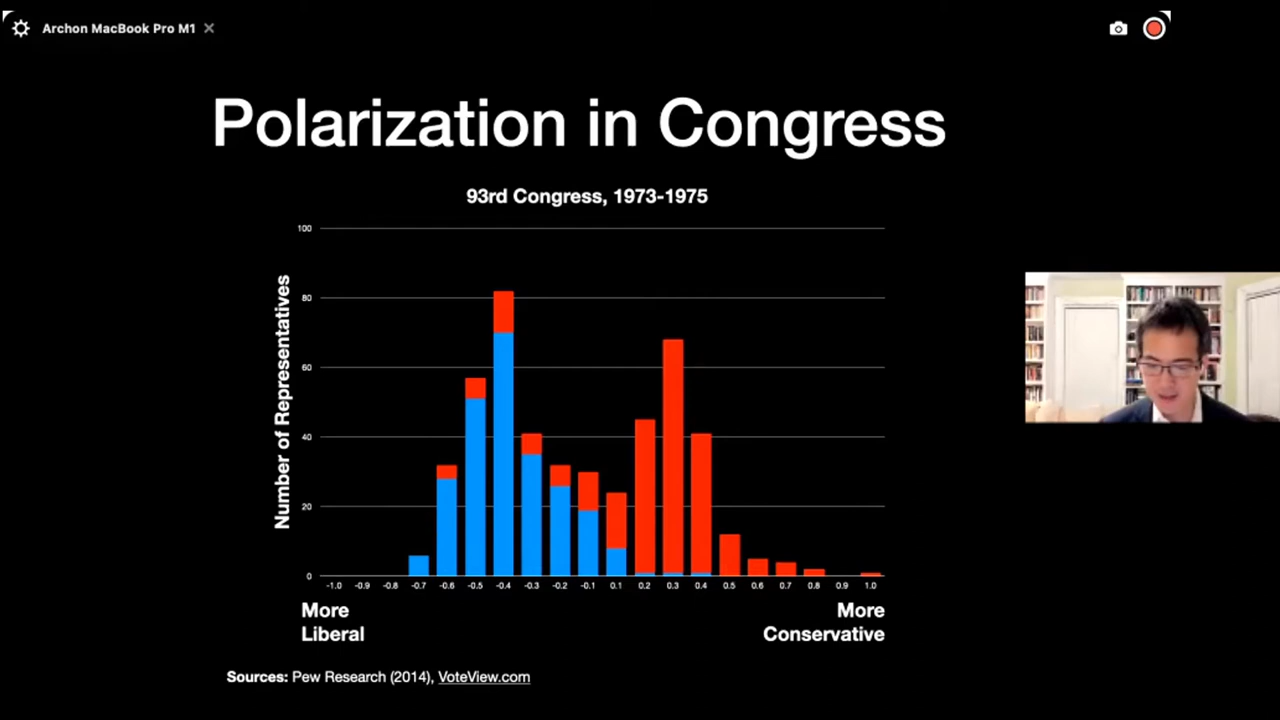 Archon MacBook Pro M1
Polarization in Congress
93rd Congress, 1973-1975
Number of Representatives
100
80
60
40
20
0
-1.0 -0.9 -0.8 -0.7 -0.6 -0.5 -0.4 -0.3 -0.2 -0.1 0.1 0.2 0.3 0.4 0.5 0.6 0.7 0.8 0.9 1.0
More
Liberal
More
Conservative
Sources: Pew Research (2014), VoteView.com